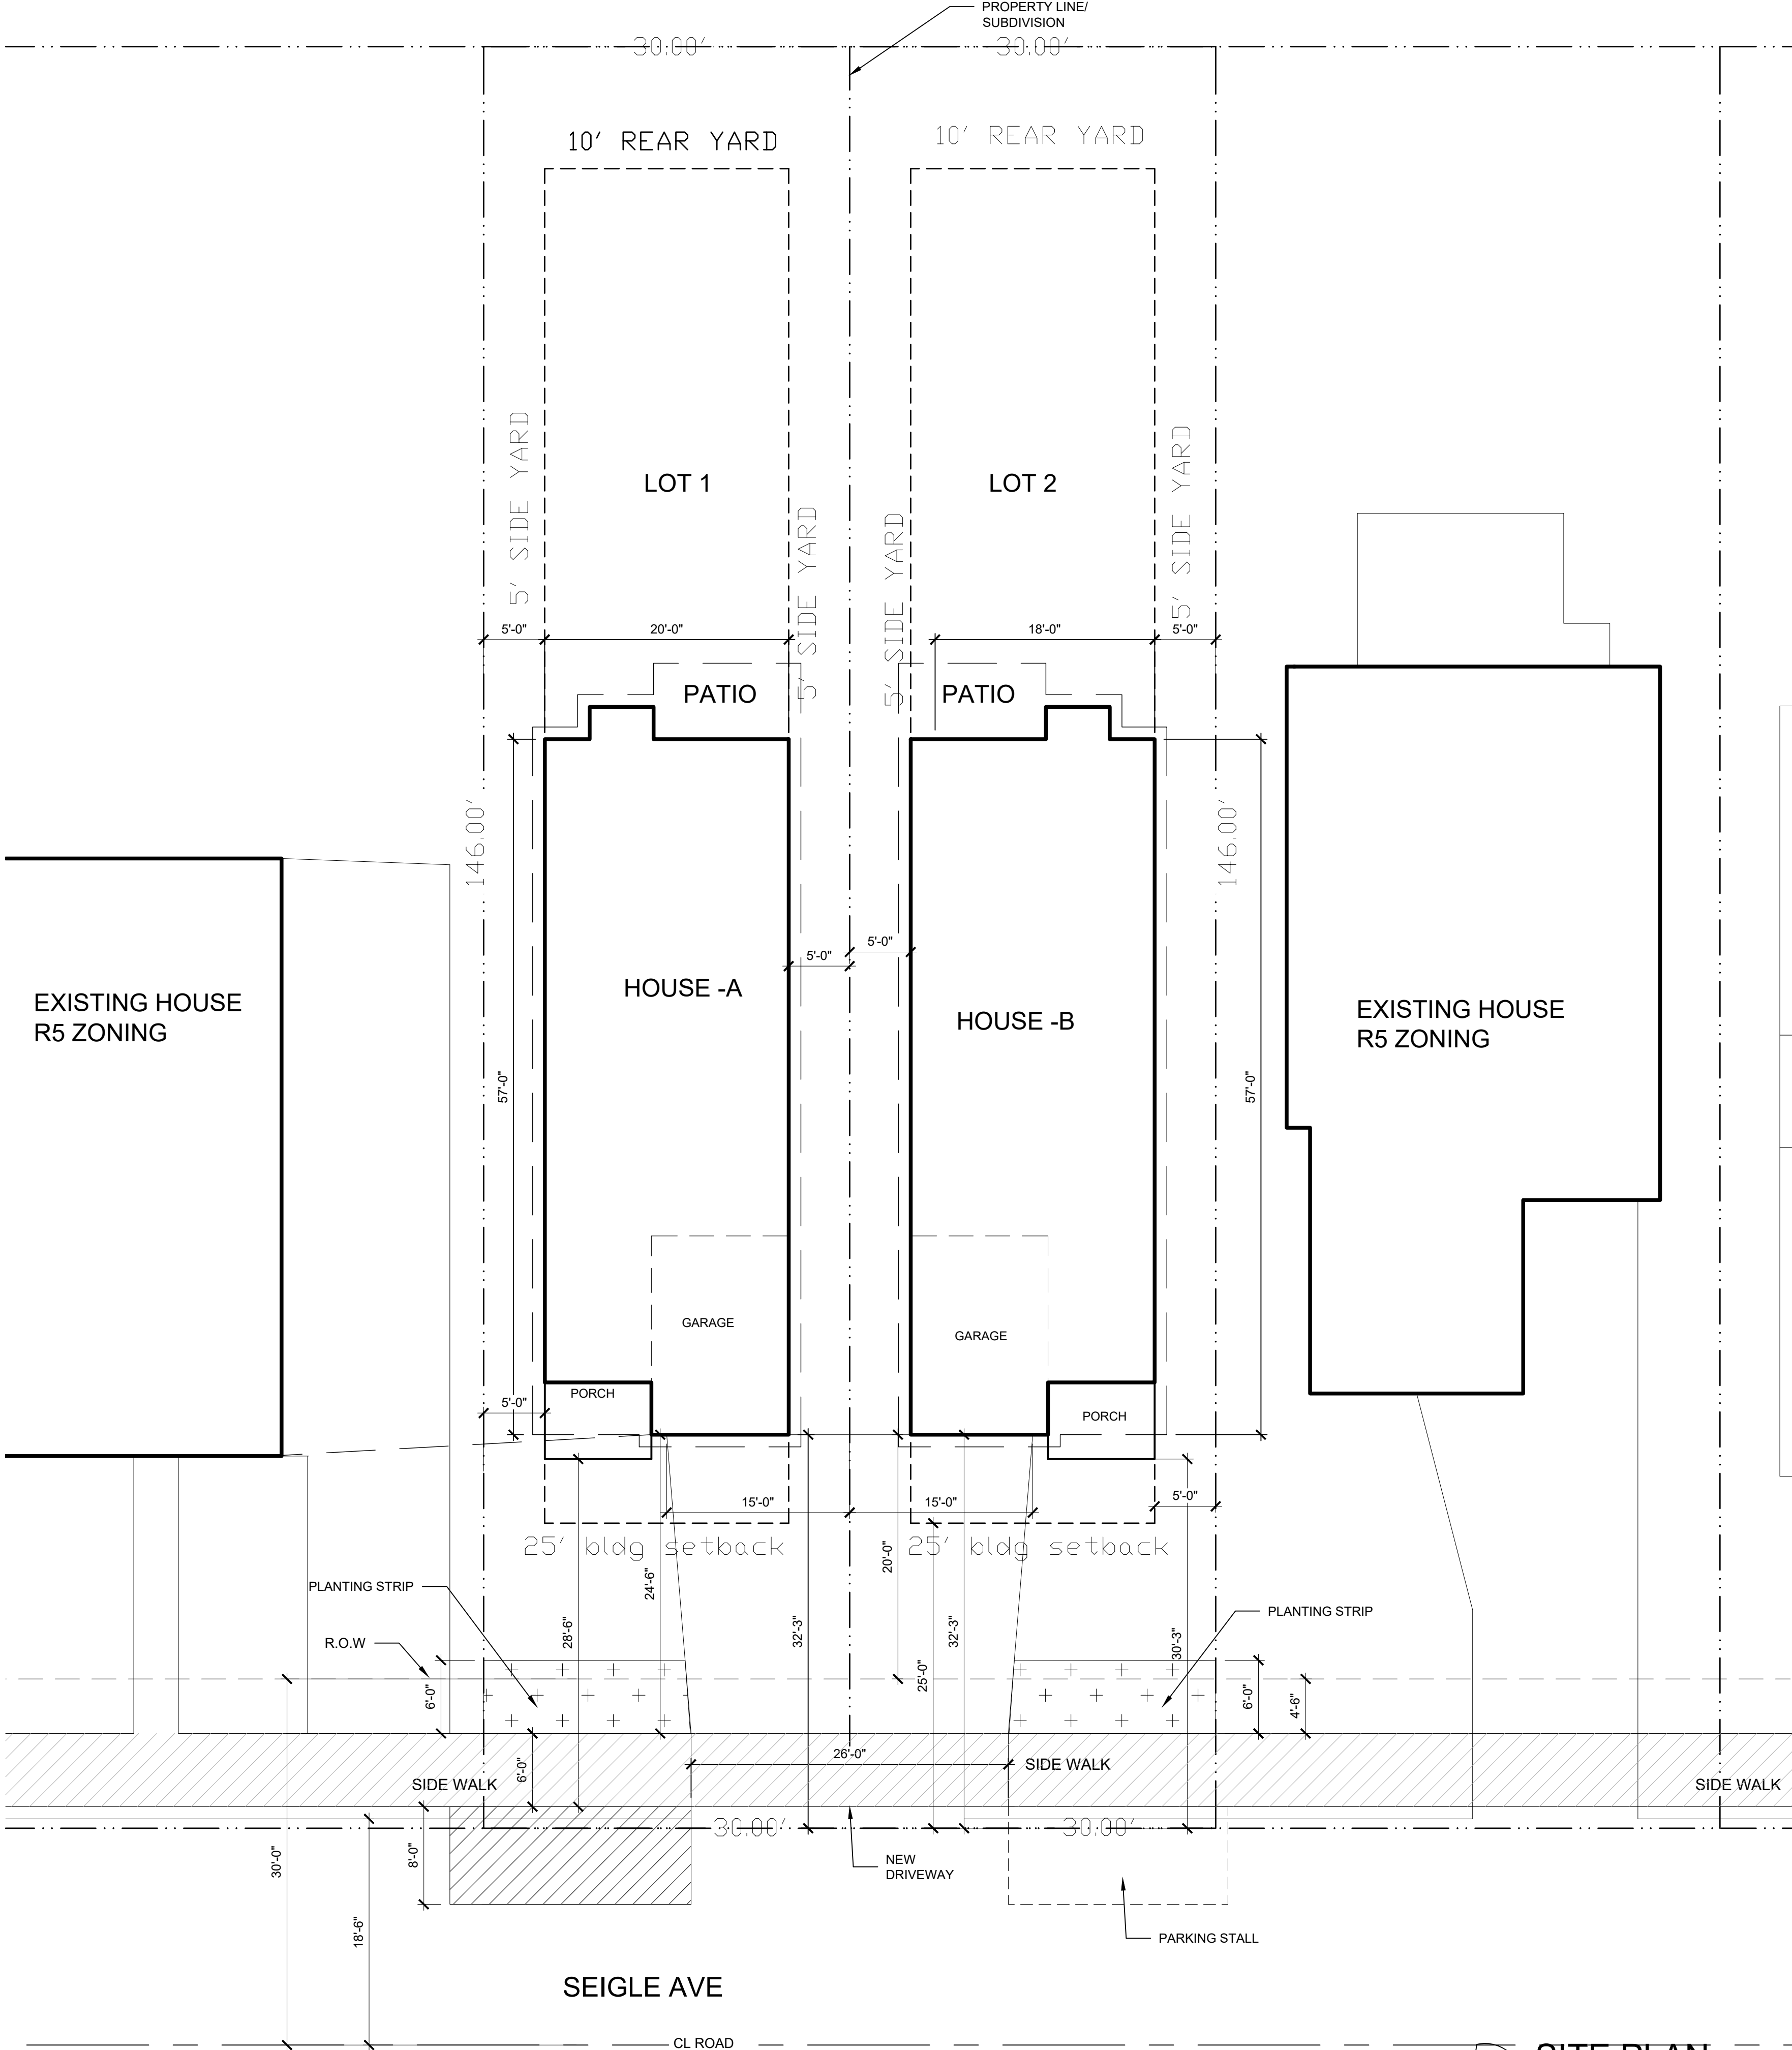 PROPERTY LINE/
SUBDIVISION
30.00'
30.00'
10' REAR YARD
10' REAR YARD
5' SIDE YARD
5' SIDE YARD
5' SIDE YARD
5' SIDE YARD
LOT 1
LOT 2
5'-0"
20'-0"
18'-0"
5'-0"
PATIO
PATIO
146.00'
146.00'
5'-0"
5'-0"
HOUSE -A
HOUSE -B
EXISTING HOUSE
R5 ZONING
EXISTING HOUSE
R5 ZONING
57'-0"
57'-0"
GARAGE
GARAGE
PORCH
PORCH
5'-0"
15'-0"
15'-0"
5'-0"
25' bldg setback
25' bldg setback
PLANTING STRIP
PLANTING STRIP
R.O.W
24'-6"
28'-6"
32'-3"
20'-0"
25'-0"
32'-3"
30'-3"
6'-0"
6'-0"
4'-6"
6'-0"
26'-0"
SIDE WALK
SIDE WALK
SIDE WALK
30.00'
30.00'
8'-0"
30'-0"
18'-6"
NEW
DRIVEWAY
PARKING STALL
SEIGLE AVE
CL ROAD
SITE PLAN